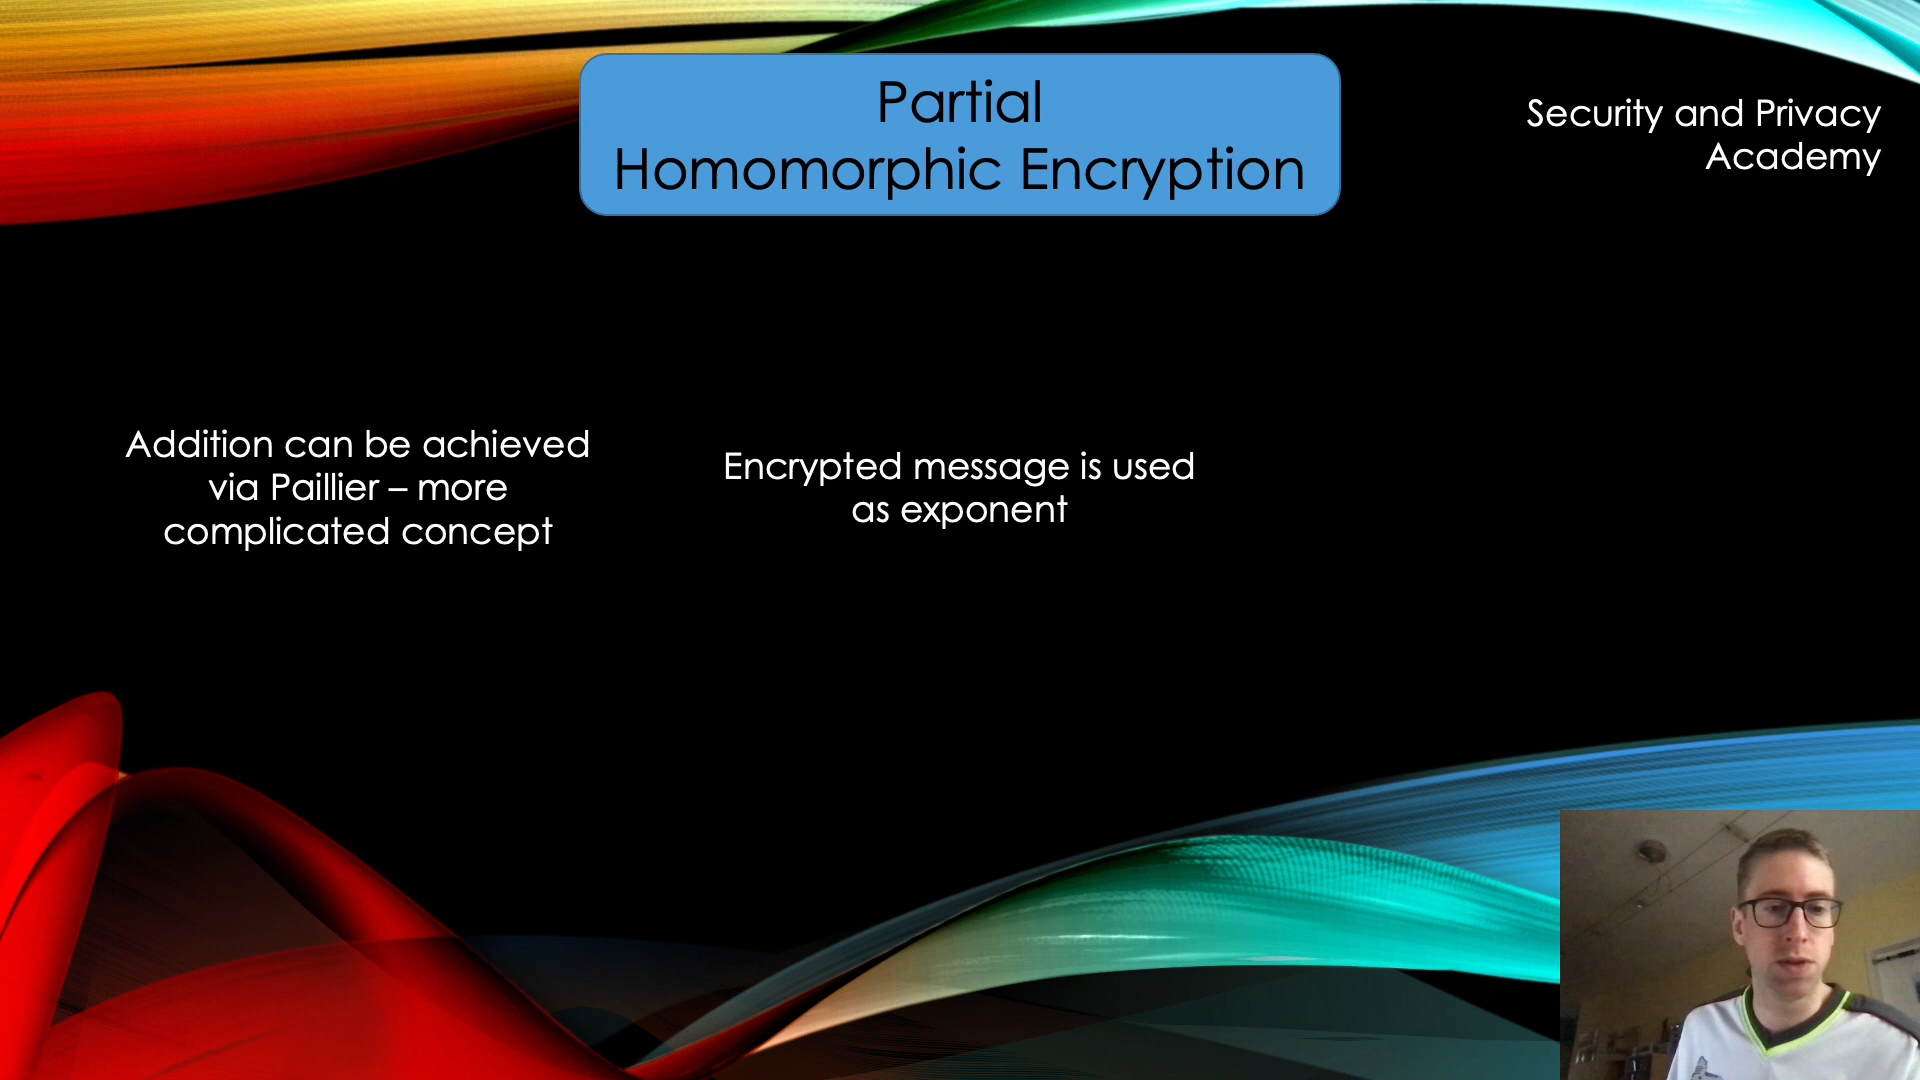 Partial
Homomorphic Encryption
Security and Privacy
Academy
Addition can be achieved
via Paillier – more
complicated concept
Encrypted message is used
as exponent